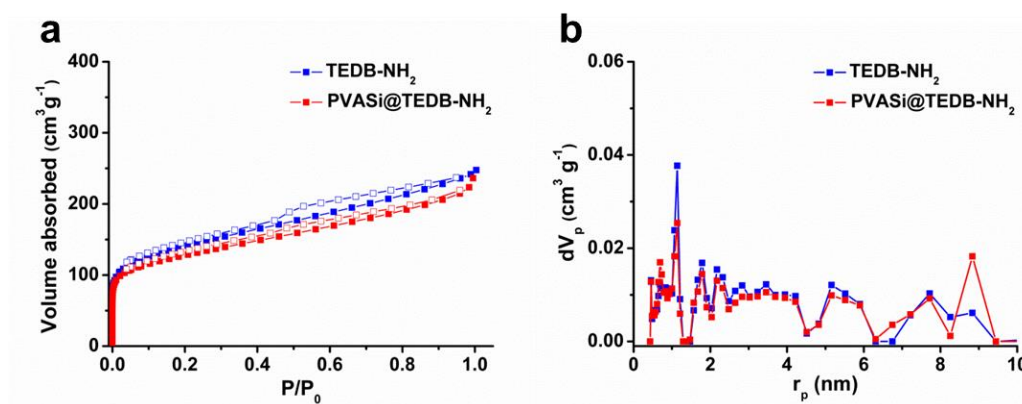 a
400
300
200
100
0
Volume absorbed (cm³ g⁻¹)
TEDB-NH₂
PVASi@TEDB-NH₂
0.0 0.2 0.4 0.6 0.8 1.0
P/P₀
b
0.06
0.04
0.02
0.00
dVₚ (cm³ g⁻¹)
TEDB-NH₂
PVASi@TEDB-NH₂
0 2 4 6 8 10
rₚ (nm)